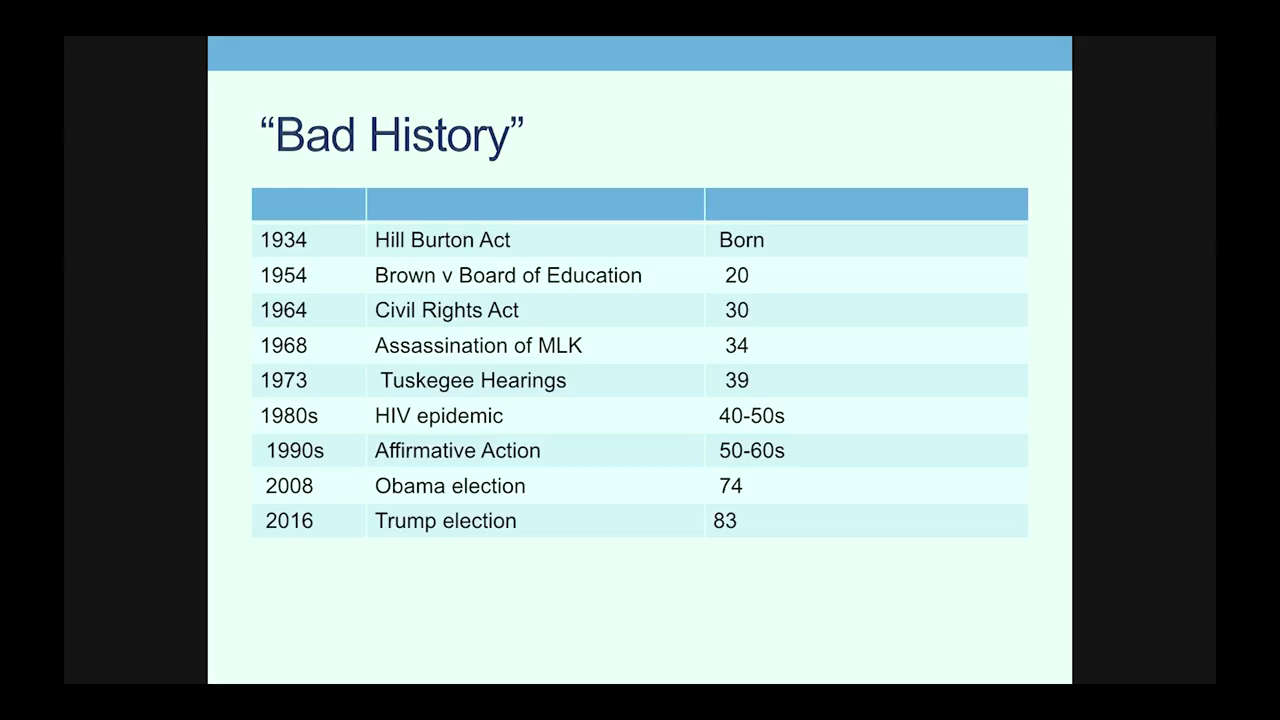 “Bad History”
1934 Hill Burton Act Born
1954 Brown v Board of Education 20
1964 Civil Rights Act 30
1968 Assassination of MLK 34
1973 Tuskegee Hearings 39
1980s HIV epidemic 40-50s
1990s Affirmative Action 50-60s
2008 Obama election 74
2016 Trump election 83